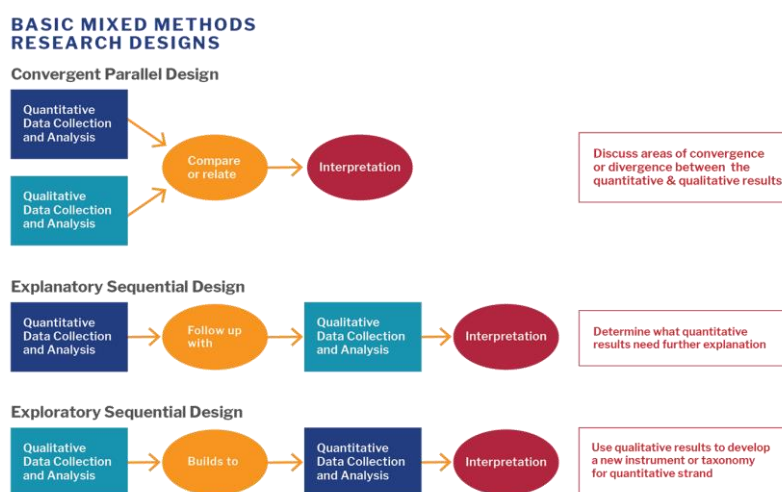 BASIC MIXED METHODS
RESEARCH DESIGNS
Convergent Parallel Design
Quantitative
Data Collection
and Analysis
Qualitative
Data Collection
and Analysis
Compare
or relate
Interpretation
Discuss areas of convergence
or divergence between the
quantitative & qualitative results
Explanatory Sequential Design
Quantitative
Data Collection
and Analysis
Follow up
with
Qualitative
Data Collection
and Analysis
Interpretation
Determine what quantitative
results need further explanation
Exploratory Sequential Design
Qualitative
Data Collection
and Analysis
Builds to
Quantitative
Data Collection
and Analysis
Interpretation
Use qualitative results to develop
a new instrument or taxonomy
for quantitative strand